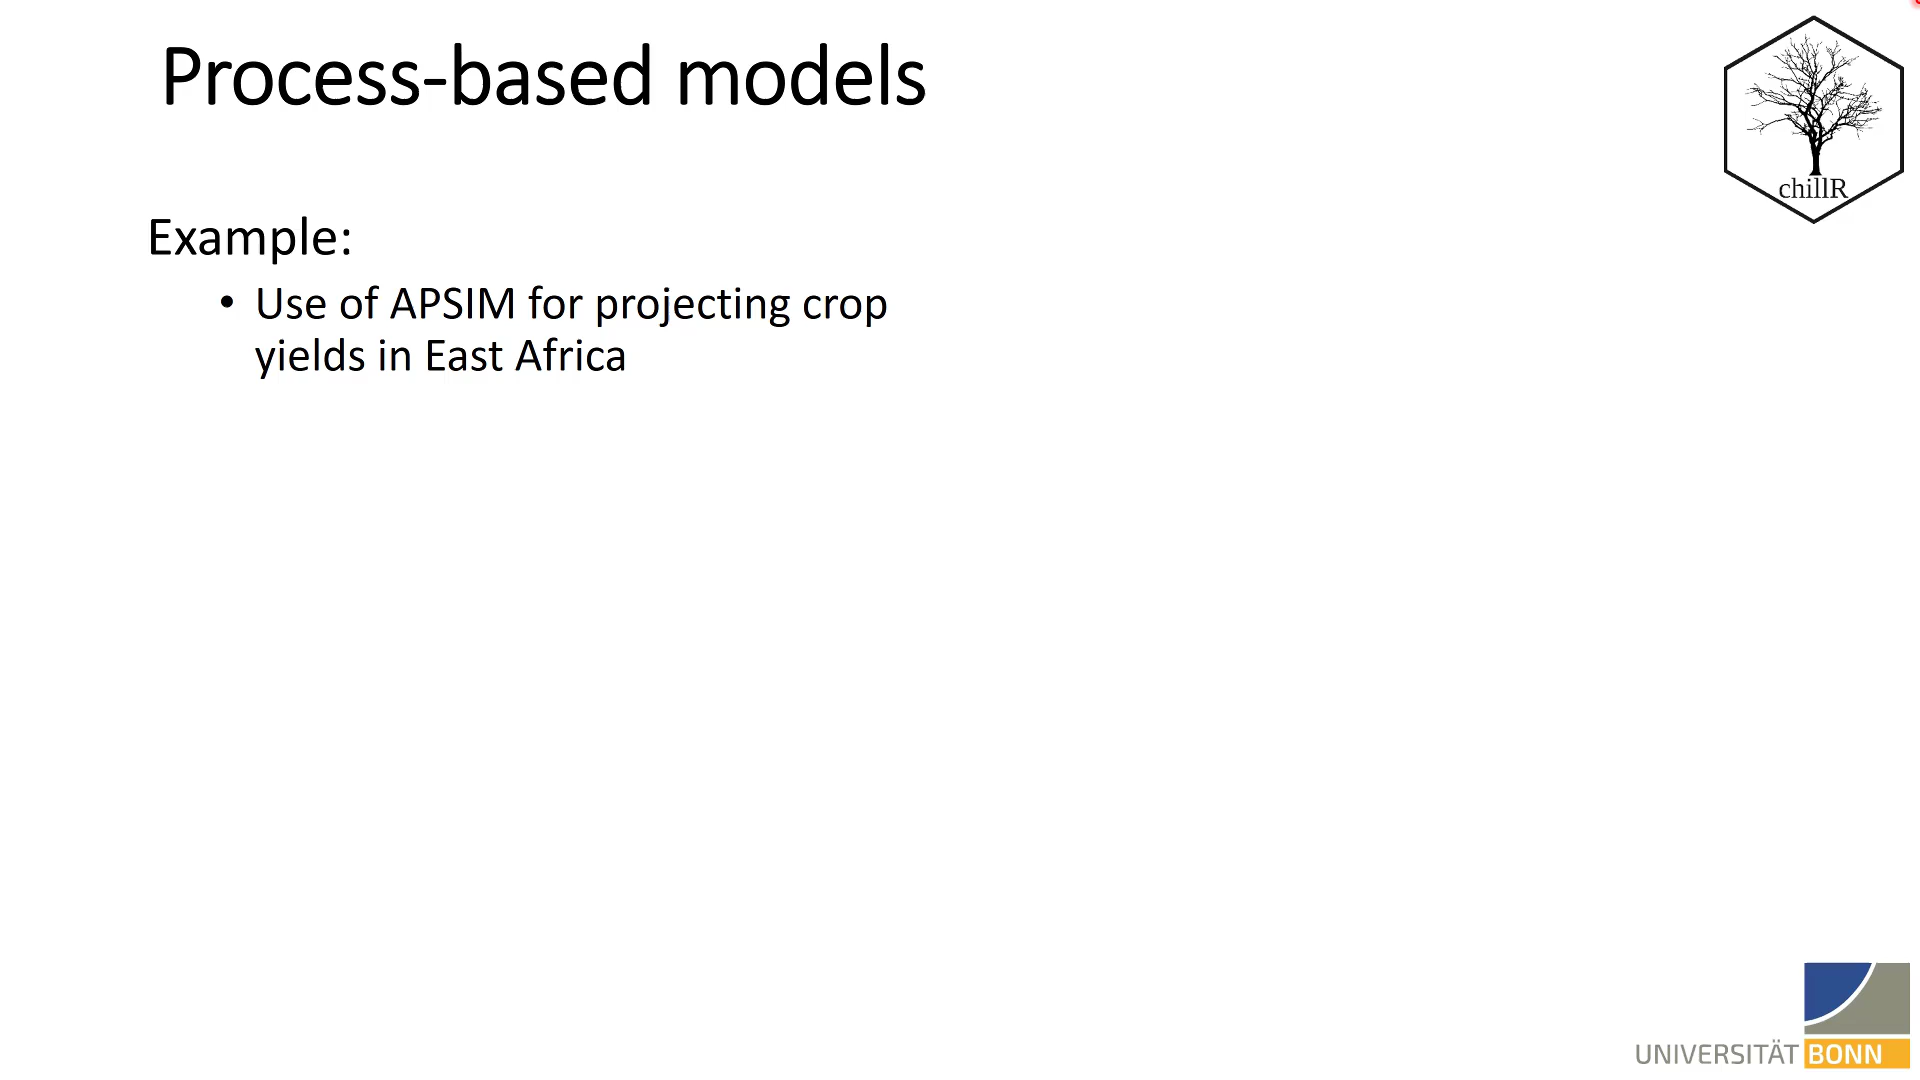 Process-based models
chillR
Example:
• Use of APSIM for projecting crop
yields in East Africa
UNIVERSITÄT BONN